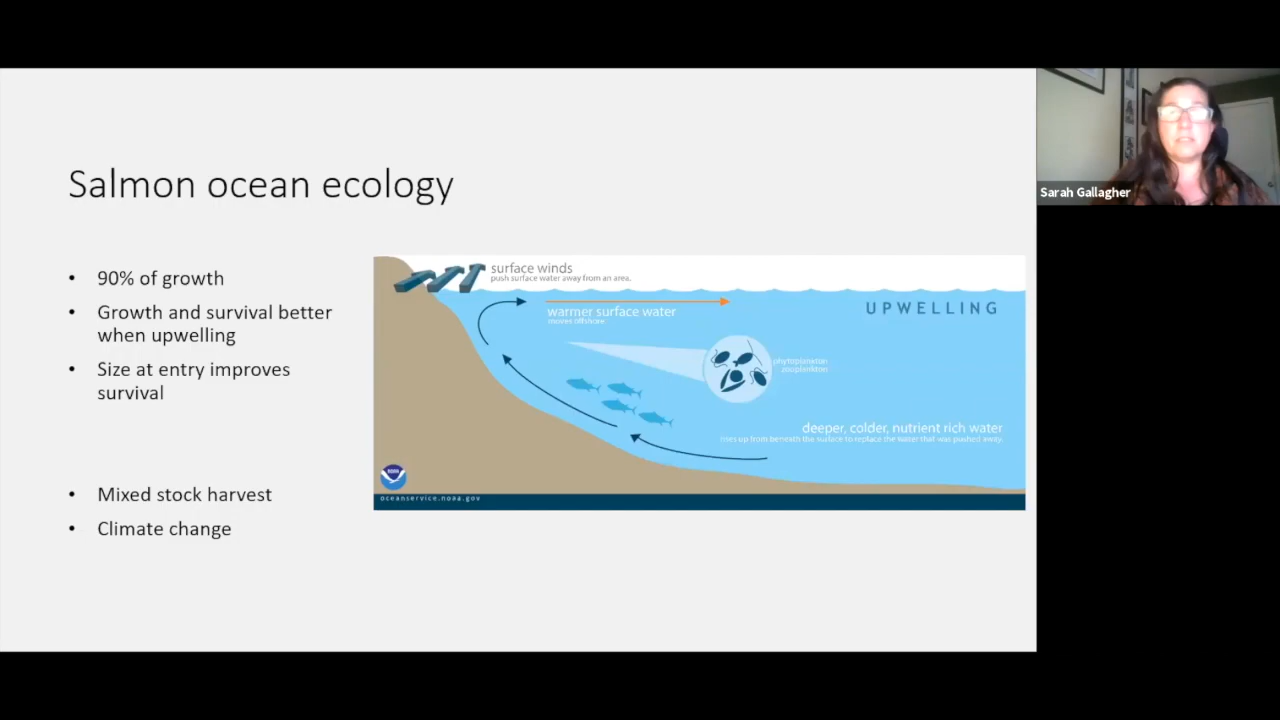 Salmon ocean ecology
• 90% of growth
• Growth and survival better
when upwelling
• Size at entry improves
survival
• Mixed stock harvest
• Climate change
surface winds
push surface water away from an area.
UPWELLING
warmer surface water
moves offshore
phytoplankton
zooplankton
deeper, colder, nutrient rich water
rises up from beneath the surface to replace the water that was pushed away.
NOAA
oceanservice.noaa.gov
Sarah Gallagher